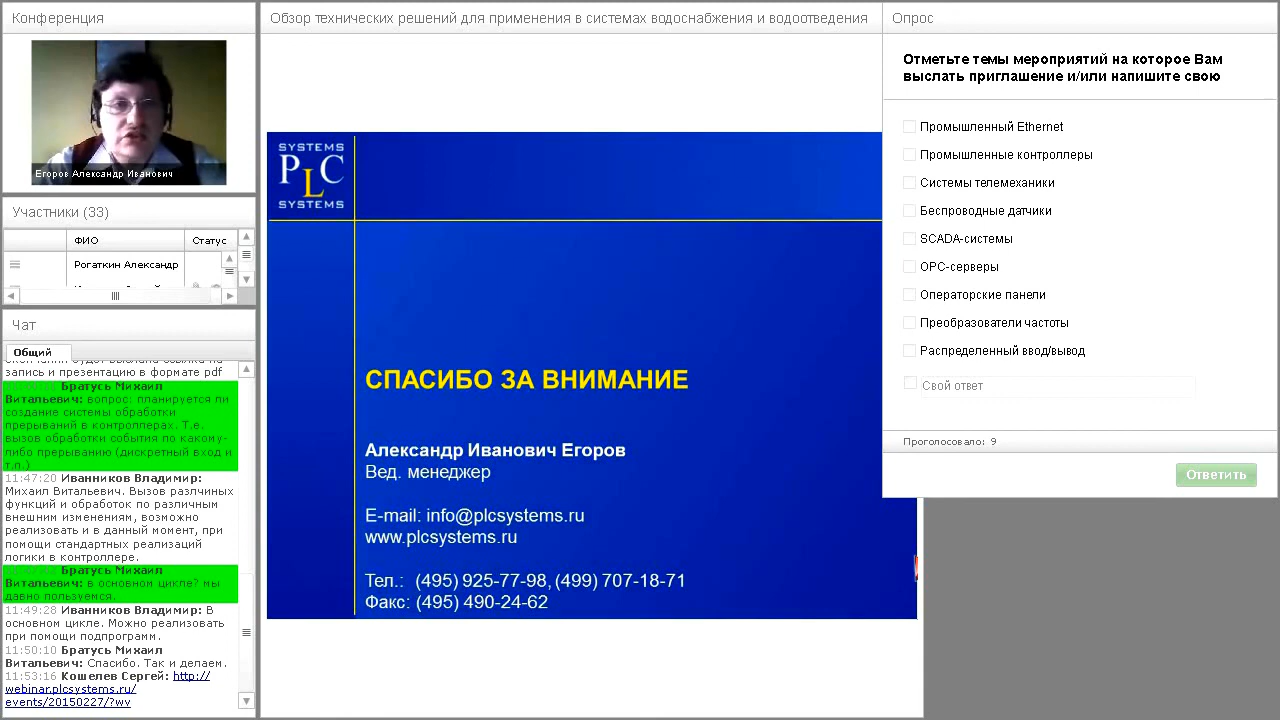 Конференция
Егоров Александр Иванович
Участники (33)
ФИО
Статус
Рогаткин Александр
Чат
Общий
запись и презентацию в формате pdf
Братусь Михаил
Витальевич: вопрос: планируется ли
создание системы обработки
прерываний в контроллерах. Т.е.
вызов обработки события по какому-
либо прерыванию (дискретный вход и
т.п.)
11:47:20 Иванников Владимир:
Михаил Витальевич. Вызов разлчиных
функций и обработок по различным
внешним изменениям, возможно
реализовать и в данный момент, при
помощи стандартных реализаций
логики в контроллере.
Братусь Михаил
Витальевич: в основном цикле? мы
давно пользуемся.
11:49:28 Иванников Владимир: В
основном цикле. Можно реализовать
при помощи подпрограмм.
11:50:10 Братусь Михаил
Витальевич: Спасибо. Так и делаем.
11:53:16 Кошелев Сергей: http://
webinar.plcsystems.ru/
events/20150227/?wv
Обзор технических решений для применения в системах водоснабжения и водоотведения
SYSTEMS
PLC
SYSTEMS
СПАСИБО ЗА ВНИМАНИЕ
Александр Иванович Егоров
Вед. менеджер
E-mail: info@plcsystems.ru
www.plcsystems.ru
Тел.: (495) 925-77-98, (499) 707-18-71
Факс: (495) 490-24-62
Опрос
Отметьте темы мероприятий на которое Вам
выслать приглашение и/или напишите свою
Промышленный Ethernet
Промышленные контроллеры
Системы телемеханики
Беспроводные датчики
SCADA-системы
OPC-серверы
Операторские панели
Преобразователи частоты
Распределенный ввод/вывод
Свой ответ
Проголосовало: 9
Ответить